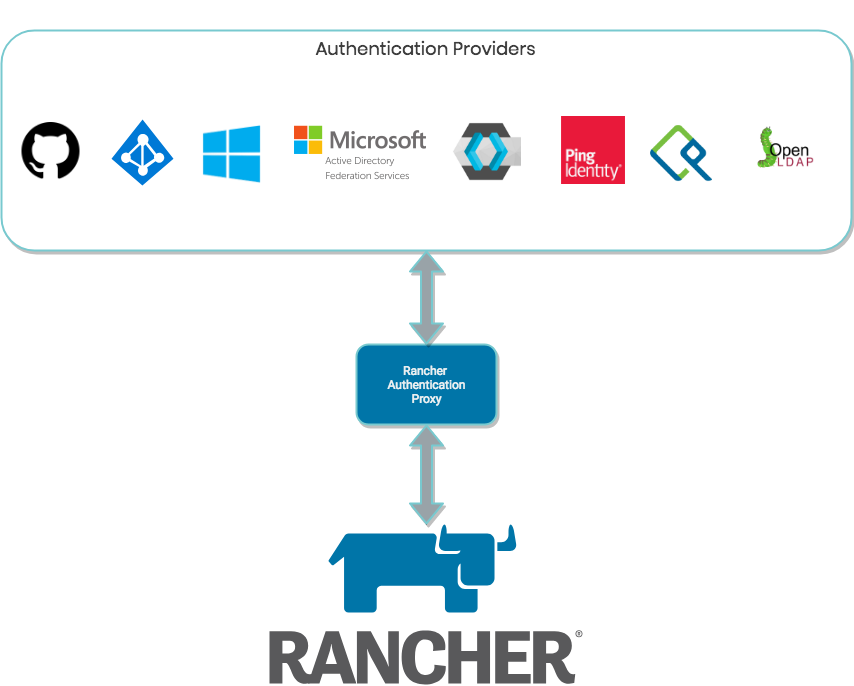 Authentication Providers
Microsoft
Active Directory
Federation Services
Ping
Identity®
Open
LDAP
Rancher
Authentication
Proxy
RANCHER®